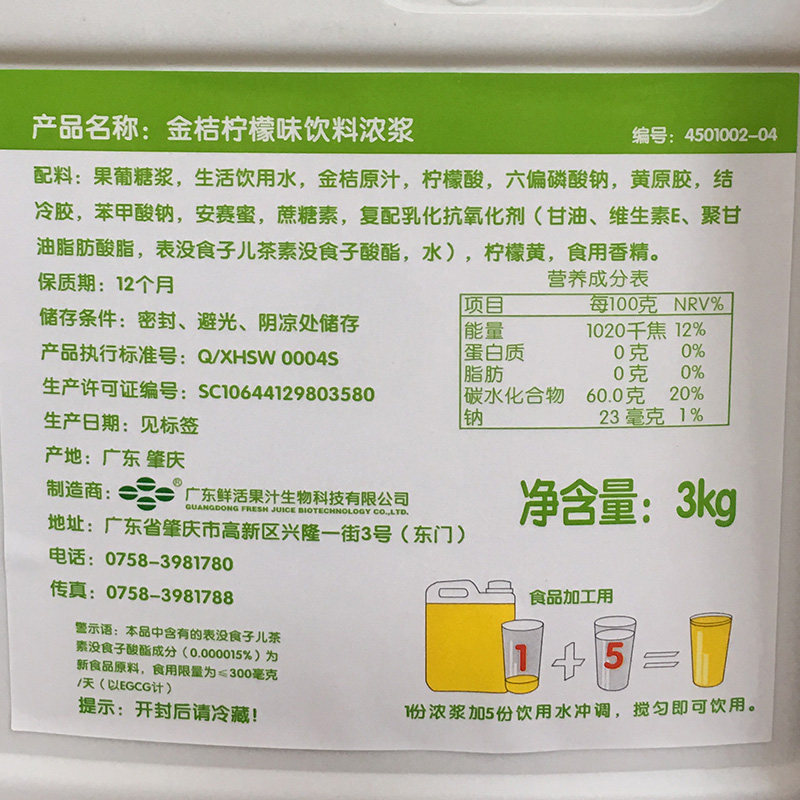 产品名称：金桔柠檬味饮料浓浆
编号：4501002-04
配料：果葡糖浆，生活饮用水，金桔原汁，柠檬酸，六偏磷酸钠，黄原胶，结
冷胶，苯甲酸钠，安赛蜜，蔗糖素，复配乳化抗氧化剂（甘油、维生素E、聚甘
油脂肪酸脂，表没食子儿茶素没食子酸酯，水），柠檬黄，食用香精。
保质期：12个月
储存条件：密封、避光、阴凉处储存
产品执行标准号：Q/XHSW 0004S
生产许可证编号：SC10644129803580
生产日期：见标签
产地：广东 肇庆
制造商：
®
广东鲜活果汁生物科技有限公司
GUANGDONG FRESH JUICE BIOTECHNOLOGY CO.,LTD.
地址：广东省肇庆市高新区兴隆一街3号（东门）
电话：0758-3981780
传真：0758-3981788
警示语：本品中含有的表没食子儿茶
素没食子酸酯成分（0.000015%）为
新食品原料，食用限量为≤300毫克
/天（以EGCG计）
提示：开封后请冷藏！
营养成分表
项目 每100克 NRV%
能量 1020千焦 12%
蛋白质 0克 0%
脂肪 0克 0%
碳水化合物 60.0克 20%
钠 23毫克 1%
净含量：3kg
食品加工用
1 + 5 =
1份浓浆加5份饮用水冲调，搅匀即可饮用。